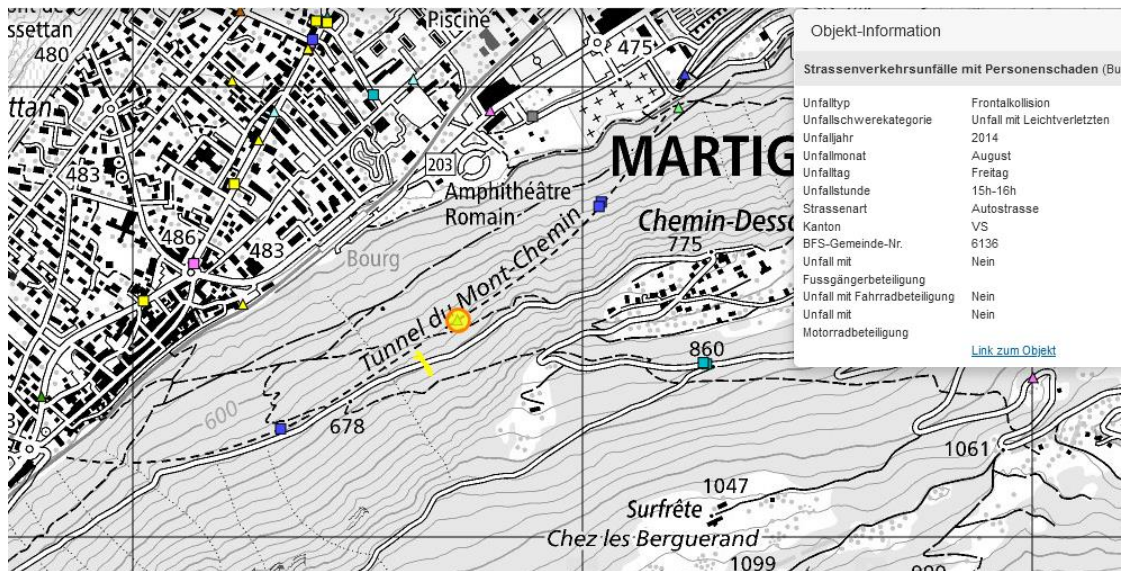 ont de
ssettan
480
Piscine
475
ttan
483
203
MARTIG
Amphithéâtre
Romain
Chemin-Desso
775
486
483
Bourg
Tunnel du Mont-Chemin
860
600
678
1061
1047
Surfrête
Chez les Berguerand
1099
Objekt-Information
Strassenverkehrsunfälle mit Personenschaden (Bu
Unfalltyp Frontalkollision
Unfallschwerekategorie Unfall mit Leichtverletzten
Unfalljahr 2014
Unfallmonat August
Unfalltag Freitag
Unfallstunde 15h-16h
Strassenart Autostrasse
Kanton VS
BFS-Gemeinde-Nr. 6136
Unfall mit Nein
Fussgängerbeteiligung
Unfall mit Fahrradbeteiligung Nein
Unfall mit Nein
Motorradbeteiligung
Link zum Objekt